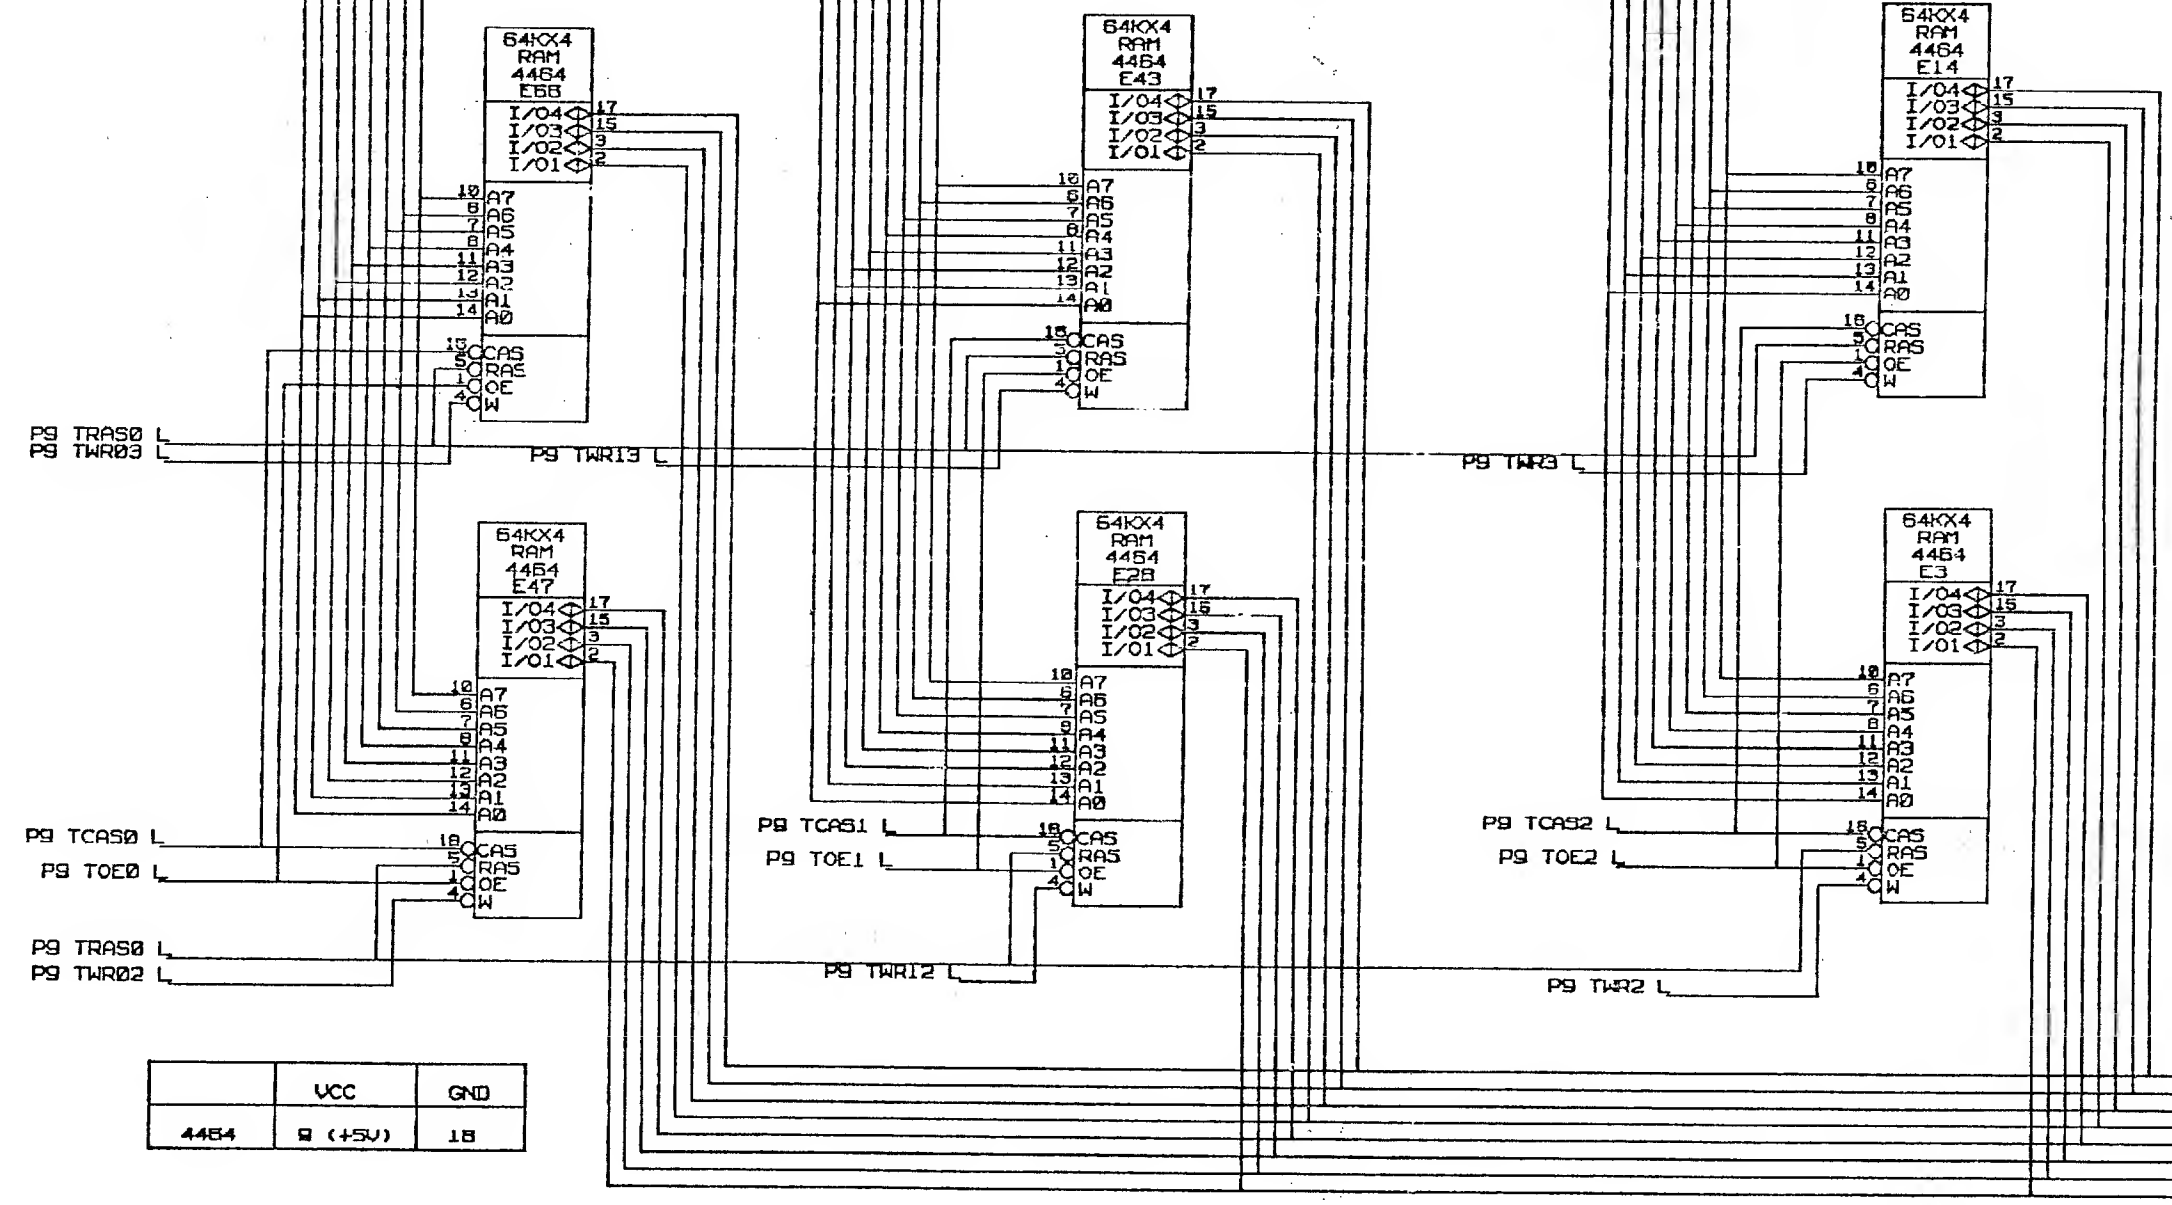 64KX4
RAM
4464
E68
I/O4 17
I/O3 15
I/O2 3
I/O1 2
10 A7
6 A6
7 A5
8 A4
11 A3
12 A2
13 A1
14 A0
16 CAS
5 RAS
1 OE
4 W
64KX4
RAM
4464
E43
I/O4 17
I/O3 15
I/O2 3
I/O1 2
10 A7
6 A6
7 A5
8 A4
11 A3
12 A2
13 A1
14 A0
16 CAS
5 RAS
1 OE
4 W
64KX4
RAM
4464
E14
I/O4 17
I/O3 15
I/O2 3
I/O1 2
10 A7
6 A6
7 A5
8 A4
11 A3
12 A2
13 A1
14 A0
16 CAS
5 RAS
1 OE
4 W
P9 TRAS0 L
P9 TWR03 L
P9 TWR13 L
P9 TWR3 L
64KX4
RAM
4464
E47
I/O4 17
I/O3 15
I/O2 3
I/O1 2
10 A7
6 A6
7 A5
8 A4
11 A3
12 A2
13 A1
14 A0
16 CAS
5 RAS
1 OE
4 W
64KX4
RAM
4464
E28
I/O4 17
I/O3 15
I/O2 3
I/O1 2
10 A7
6 A6
7 A5
8 A4
11 A3
12 A2
13 A1
14 A0
16 CAS
5 RAS
1 OE
4 W
64KX4
RAM
4464
E3
I/O4 17
I/O3 15
I/O2 3
I/O1 2
10 A7
6 A6
7 A5
8 A4
11 A3
12 A2
13 A1
14 A0
16 CAS
5 RAS
1 OE
4 W
P9 TCAS0 L
P9 TOE0 L
P9 TCAS1 L
P9 TOE1 L
P9 TCAS2 L
P9 TOE2 L
P9 TRAS0 L
P9 TWR02 L
P9 TWR12 L
P9 TWR2 L
VCC GND
4464 9 (+5V) 18